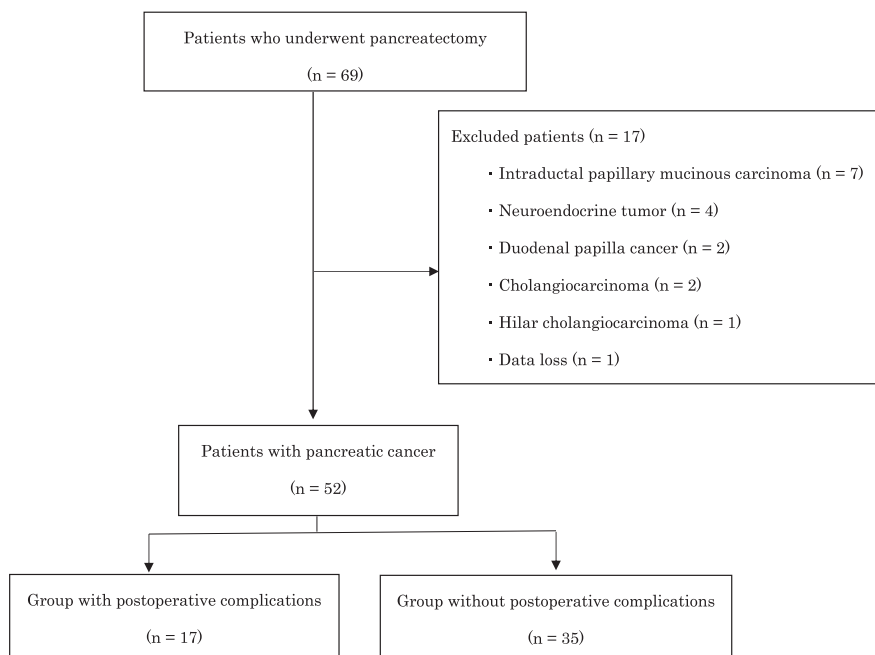 Patients who underwent pancreatectomy
(n = 69)
Excluded patients (n = 17)
・Intraductal papillary mucinous carcinoma (n = 7)
・Neuroendocrine tumor (n = 4)
・Duodenal papilla cancer (n = 2)
・Cholangiocarcinoma (n = 2)
・Hilar cholangiocarcinoma (n = 1)
・Data loss (n = 1)
Patients with pancreatic cancer
(n = 52)
Group with postoperative complications
(n = 17)
Group without postoperative complications
(n = 35)